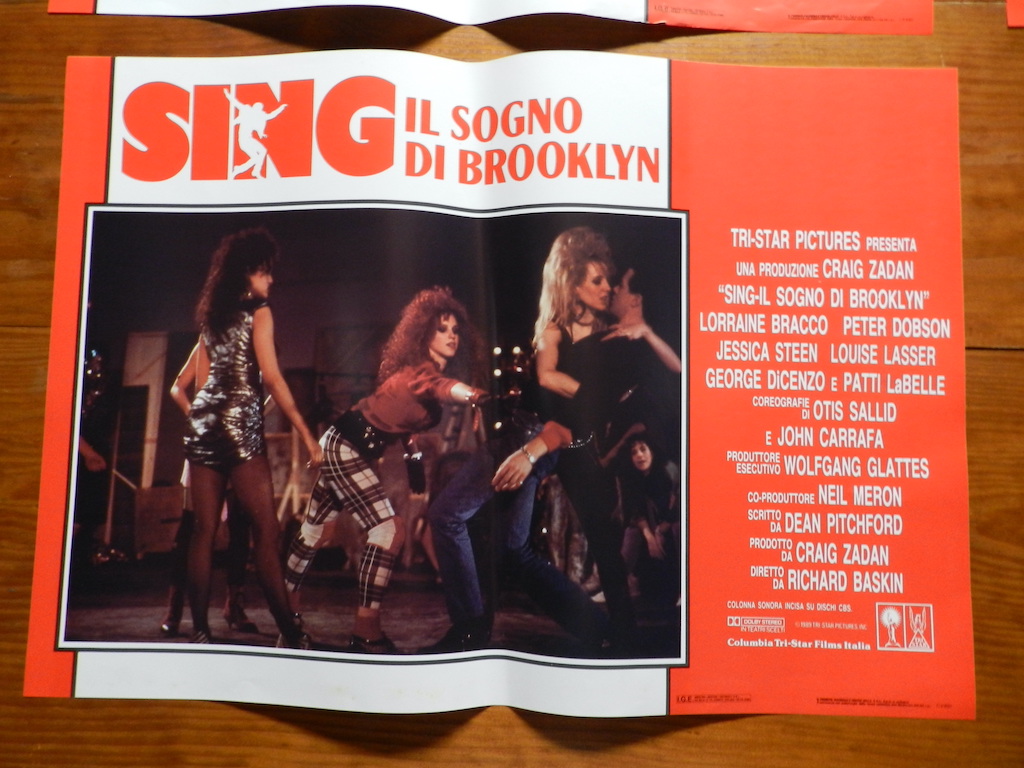 SING IL SOGNO
DI BROOKLYN
TRI-STAR PICTURES PRESENTA
UNA PRODUZIONE CRAIG ZADAN
"SING-IL SOGNO DI BROOKLYN"
LORRAINE BRACCO PETER DOBSON
JESSICA STEEN LOUISE LASSER
GEORGE DiCENZO E PATTI LaBELLE
COREOGRAFIE DI OTIS SALLID
E JOHN CARRAFA
PRODUTTORE ESECUTIVO WOLFGANG GLATTES
CO-PRODUTTORE NEIL MERON
SCRITTO DA DEAN PITCHFORD
PRODOTTO DA CRAIG ZADAN
DIRETTO DA RICHARD BASKIN
COLONNA SONORA INCISA SU DISCHI CBS.
DOLBY STEREO
IN TEATRI SCELTI
© 1989 TRI-STAR PICTURES INC
Columbia Tri-Star Films Italia